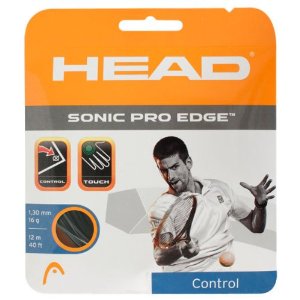 HEAD
SONIC PRO EDGE™
CONTROL
TOUCH
1.30 mm
16 g
12 m
40 ft
Control